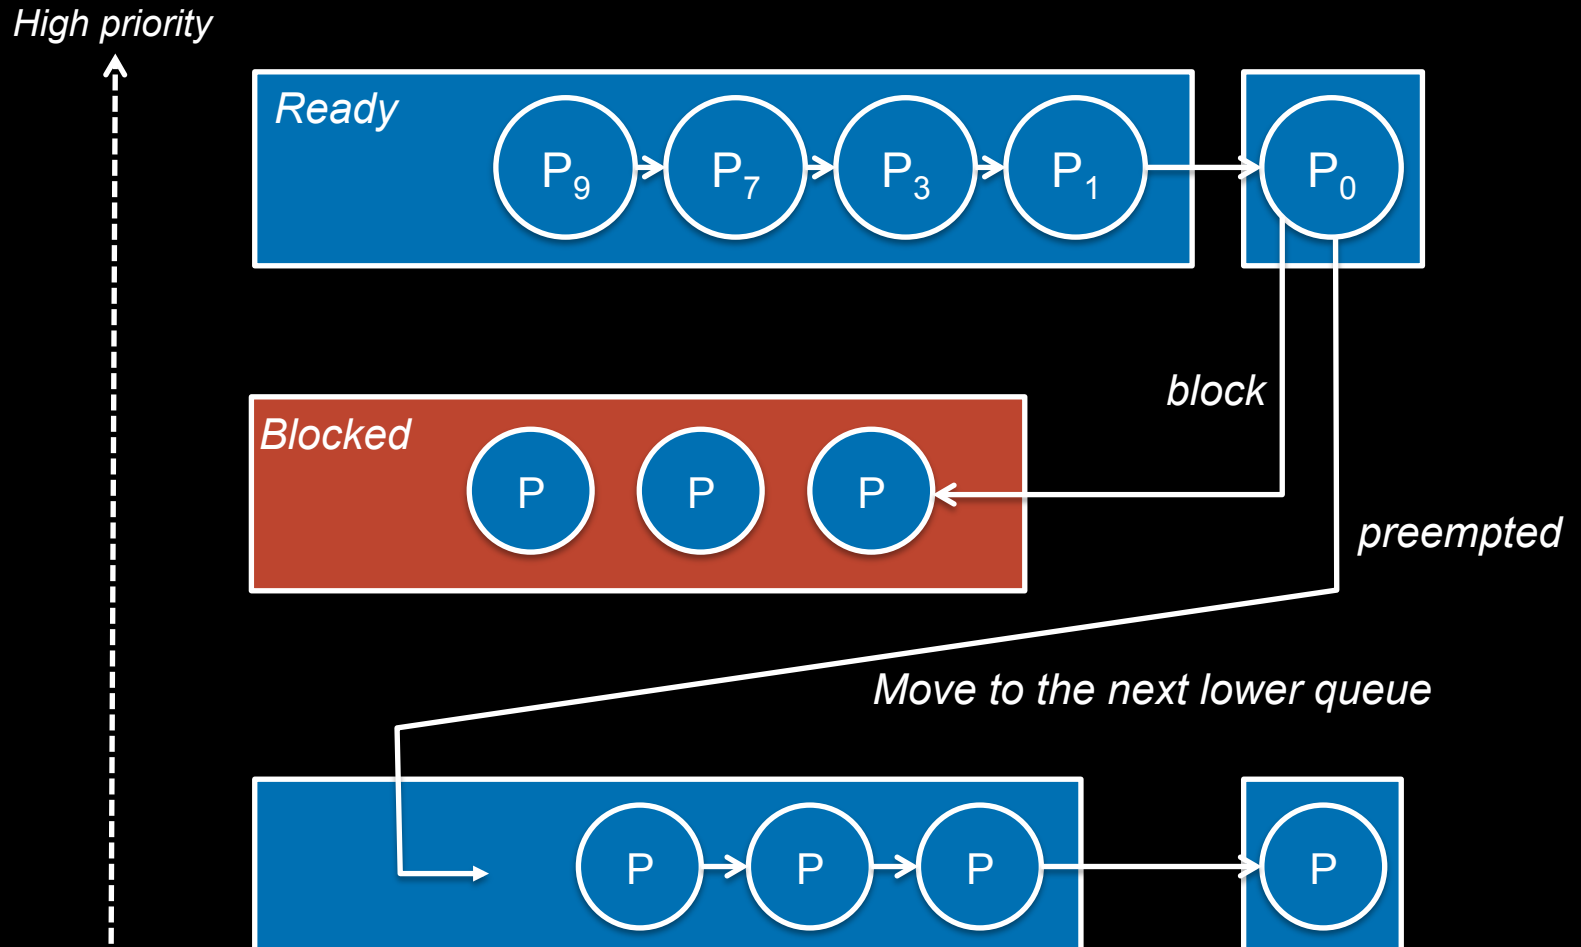 High priority
Ready
P9 P7 P3 P1 P0
block
Blocked
P P P
preempted
Move to the next lower queue
P P P P